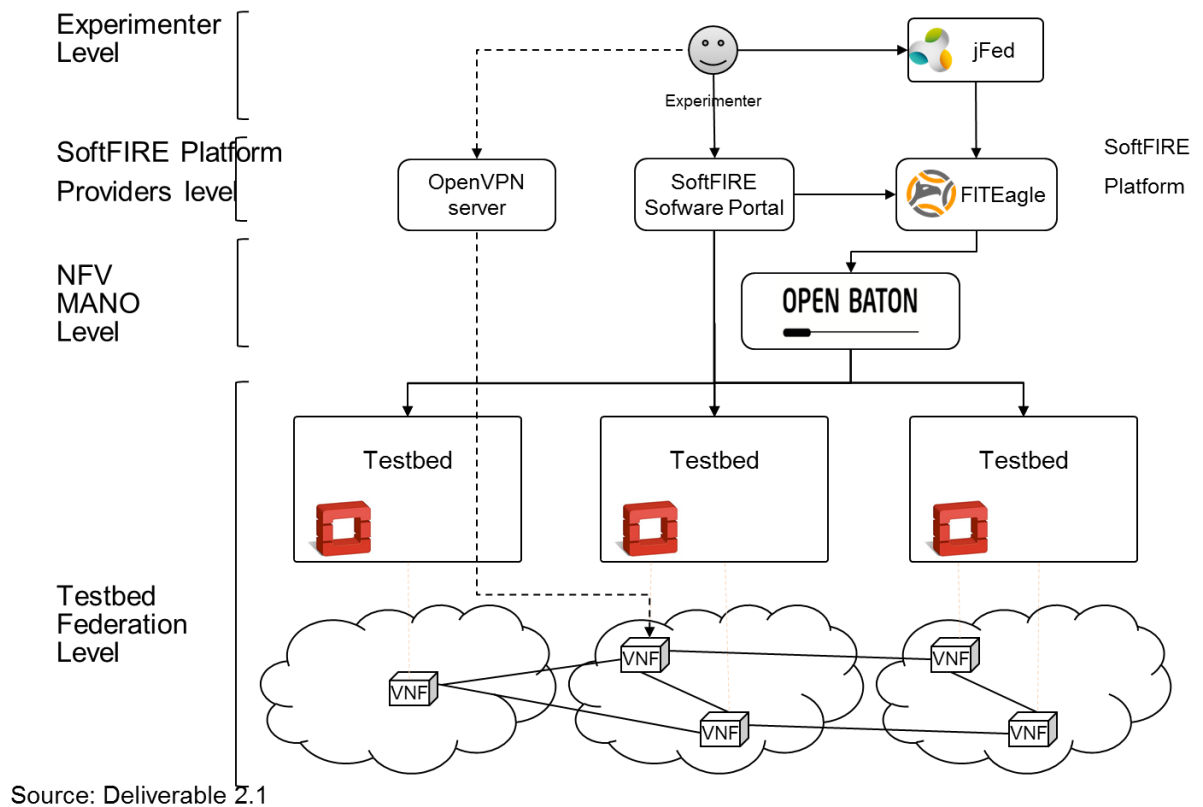 Experimenter
Level
jFed
Experimenter
SoftFIRE Platform
Providers level
OpenVPN
server
SoftFIRE
Sofware Portal
FITEagle
SoftFIRE
Platform
NFV
MANO
Level
OPEN BATON
Testbed
Testbed
Testbed
Testbed
Federation
Level
VNF
VNF
VNF
VNF
VNF
Source: Deliverable 2.1